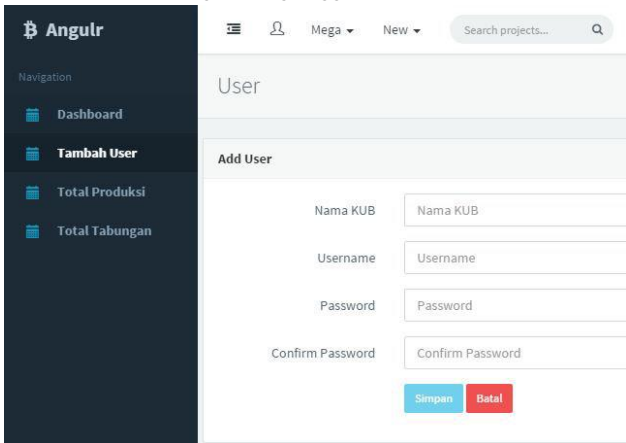 Angulr
Mega
New
Search projects...
Navigation
Dashboard
Tambah User
Total Produksi
Total Tabungan
User
Add User
Nama KUB
Nama KUB
Username
Username
Password
Password
Confirm Password
Confirm Password
Simpan
Batal